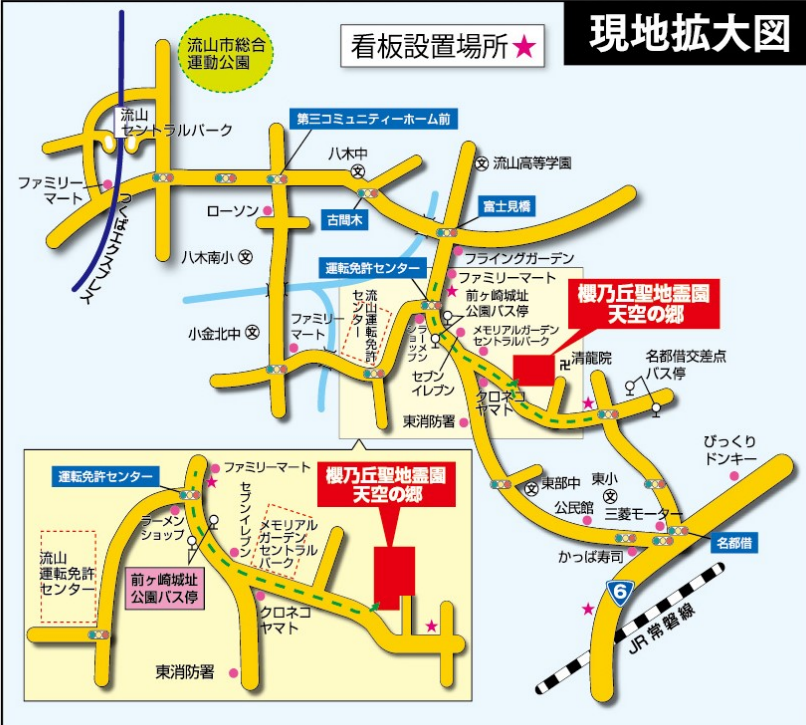 現地拡大図
看板設置場所★
流山市総合
運動公園
流山
セントラルパーク
第三コミュニティーホーム前
八木中
流山高等学園
ファミリー
マート
つくばエクスプレス
ローソン
古間木
富士見橋
八木南小
フライングガーデン
運転免許センター
ファミリーマート
前ヶ崎城址
公園バス停
櫻乃丘聖地霊園
天空の郷
流山運転免許
センター
小金北中
ファミリー
マート
ラーメン
ショップ
メモリアルガーデン
セントラルパーク
清龍院
名都借交差点
バス停
セブン
イレブン
クロネコ
ヤマト
東消防署
びっくり
ドンキー
東部中
東小
公民館
三菱モーター
かっぱ寿司
名都借
6
JR常磐線
運転免許センター
ファミリーマート
櫻乃丘聖地霊園
天空の郷
セブンイレブン
ラーメン
ショップ
メモリアル
ガーデン
セントラル
パーク
流山
運転免許
センター
前ヶ崎城址
公園バス停
クロネコ
ヤマト
東消防署